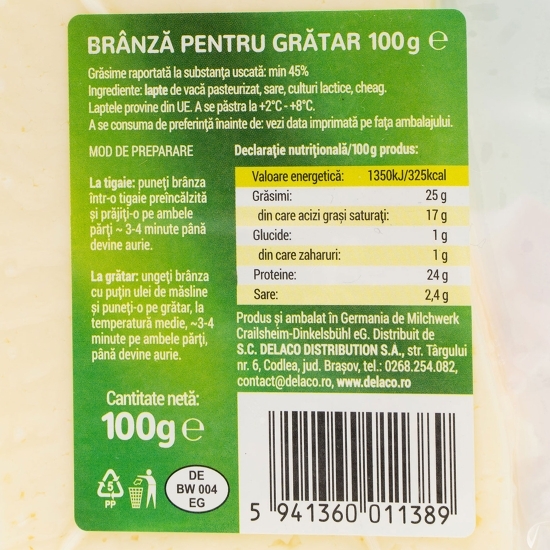 BRÂNZĂ PENTRU GRĂTAR 100g ℮
Grăsime raportată la substanța uscată: min 45%
Ingrediente: lapte de vacă pasteurizat, sare, culturi lactice, cheag.
Laptele provine din UE. A se păstra la +2°C - +8°C.
A se consuma de preferință înainte de: vezi data imprimată pe fața ambalajului.
MOD DE PREPARARE
La tigaie: puneți brânza
într-o tigaie preîncălzită
și prăjiți-o pe ambele
părți ~ 3-4 minute până
devine aurie.
La grătar: ungeți brânza
cu puțin ulei de măsline
și puneți-o pe grătar, la
temperatură medie, ~3-4
minute pe ambele părți,
până devine aurie.
Cantitate netă:
100g ℮
Declarație nutrițională/100g produs:
Valoare energetică: 1350kJ/325kcal
Grăsimi: 25 g
din care acizi grași saturați: 17 g
Glucide: 1 g
din care zaharuri: 1 g
Proteine: 24 g
Sare: 2,4 g
Produs și ambalat în Germania de Milchwerk
Crailsheim-Dinkelsbühl eG. Distribuit de
S.C. DELACO DISTRIBUTION S.A., str. Târgului
nr. 6, Codlea, jud. Brașov, tel.: 0268.254.082,
contact@delaco.ro, www.delaco.ro
5
PP
DE
BW 004
EG
5 941360 011389